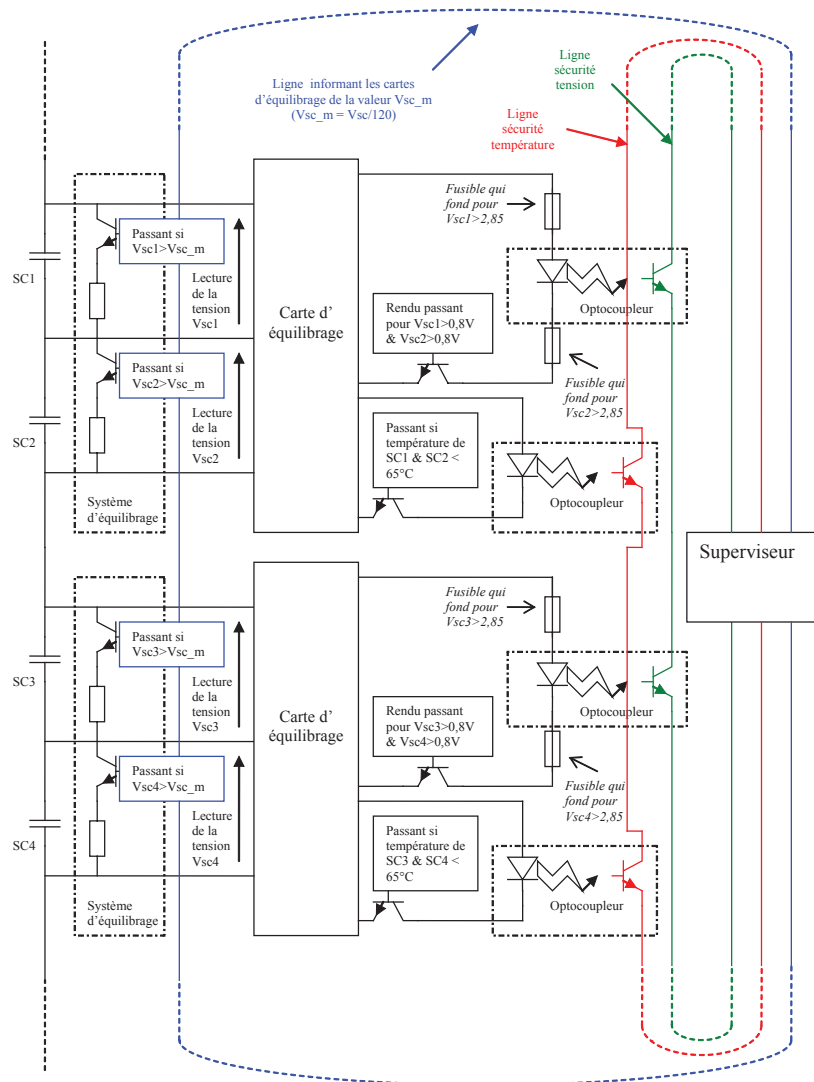 Ligne informant les cartes
d'équilibrage de la valeur Vsc_m
(Vsc_m = Vsc/120)
Ligne
sécurité
tension
Ligne
sécurité
température
SC1
Passant si
Vsc1>Vsc_m
Lecture
de la
tension
Vsc1
Passant si
Vsc2>Vsc_m
Lecture
de la
tension
Vsc2
SC2
Système
d'équilibrage
Carte d'
équilibrage
Fusible qui
fond pour
Vsc1>2,85
Optocoupleur
Rendu passant
pour Vsc1>0,8V
& Vsc2>0,8V
Fusible qui
fond pour
Vsc2>2,85
Passant si
température de
SC1 & SC2 <
65°C
Optocoupleur
Superviseur
SC3
Passant si
Vsc3>Vsc_m
Lecture
de la
tension
Vsc3
Passant si
Vsc4>Vsc_m
Lecture
de la
tension
Vsc4
SC4
Système
d'équilibrage
Carte d'
équilibrage
Fusible qui
fond pour
Vsc3>2,85
Optocoupleur
Rendu passant
pour Vsc3>0,8V
& Vsc4>0,8V
Fusible qui
fond pour
Vsc4>2,85
Passant si
température de
SC3 & SC4 <
65°C
Optocoupleur